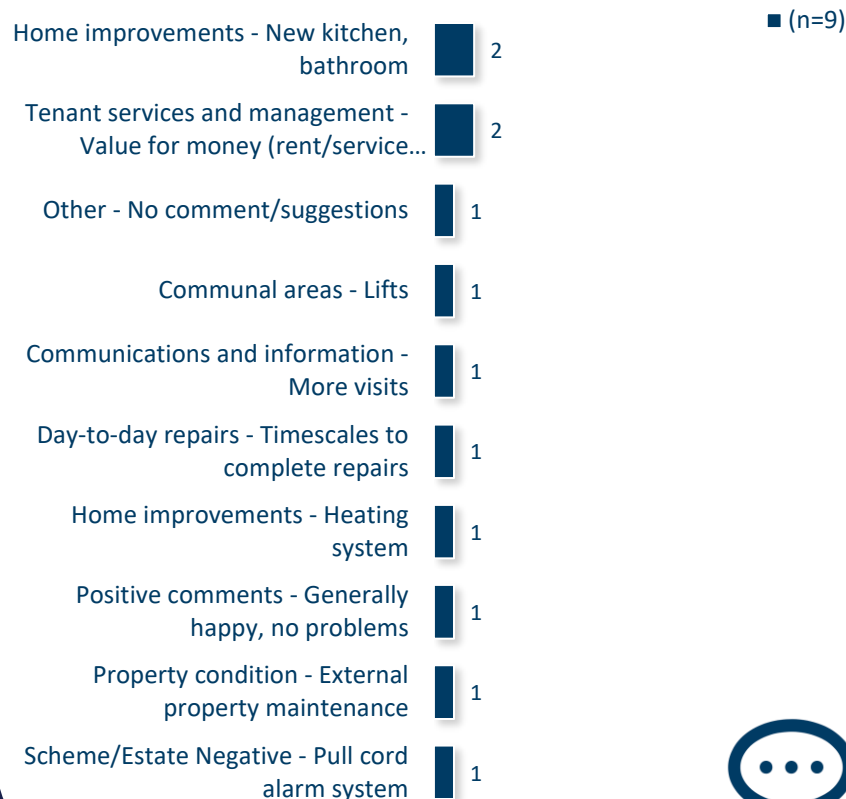 Home improvements - New kitchen,
bathroom
2
(n=9)
Tenant services and management -
Value for money (rent/service…
2
Other - No comment/suggestions
1
Communal areas - Lifts
1
Communications and information -
More visits
1
Day-to-day repairs - Timescales to
complete repairs
1
Home improvements - Heating
system
1
Positive comments - Generally
happy, no problems
1
Property condition - External
property maintenance
1
Scheme/Estate Negative - Pull cord
alarm system
1